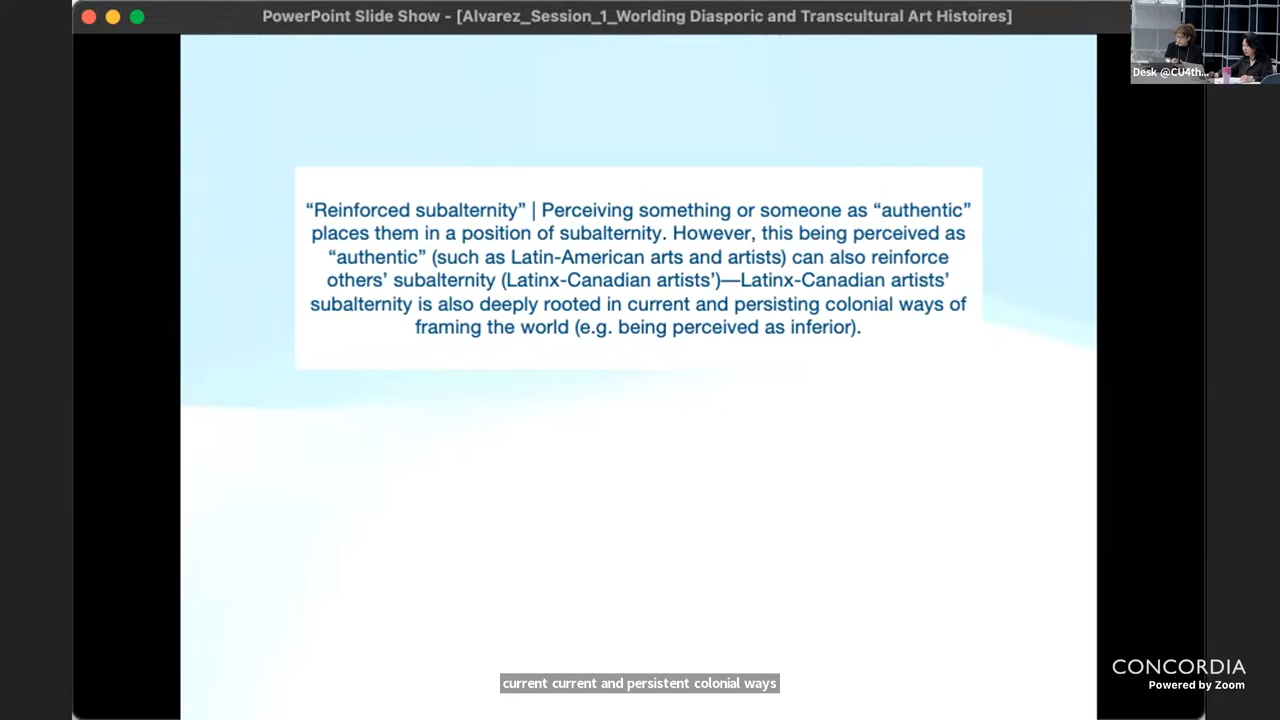 PowerPoint Slide Show - [Alvarez_Session_1_Worlding Diasporic and Transcultural Art Histoires]
Desk @CU4th...
“Reinforced subalternity” | Perceiving something or someone as “authentic”
places them in a position of subalternity. However, this being perceived as
“authentic” (such as Latin-American arts and artists) can also reinforce
others’ subalternity (Latinx-Canadian artists’)—Latinx-Canadian artists’
subalternity is also deeply rooted in current and persisting colonial ways of
framing the world (e.g. being perceived as inferior).
CONCORDIA
Powered by Zoom
current current and persistent colonial ways